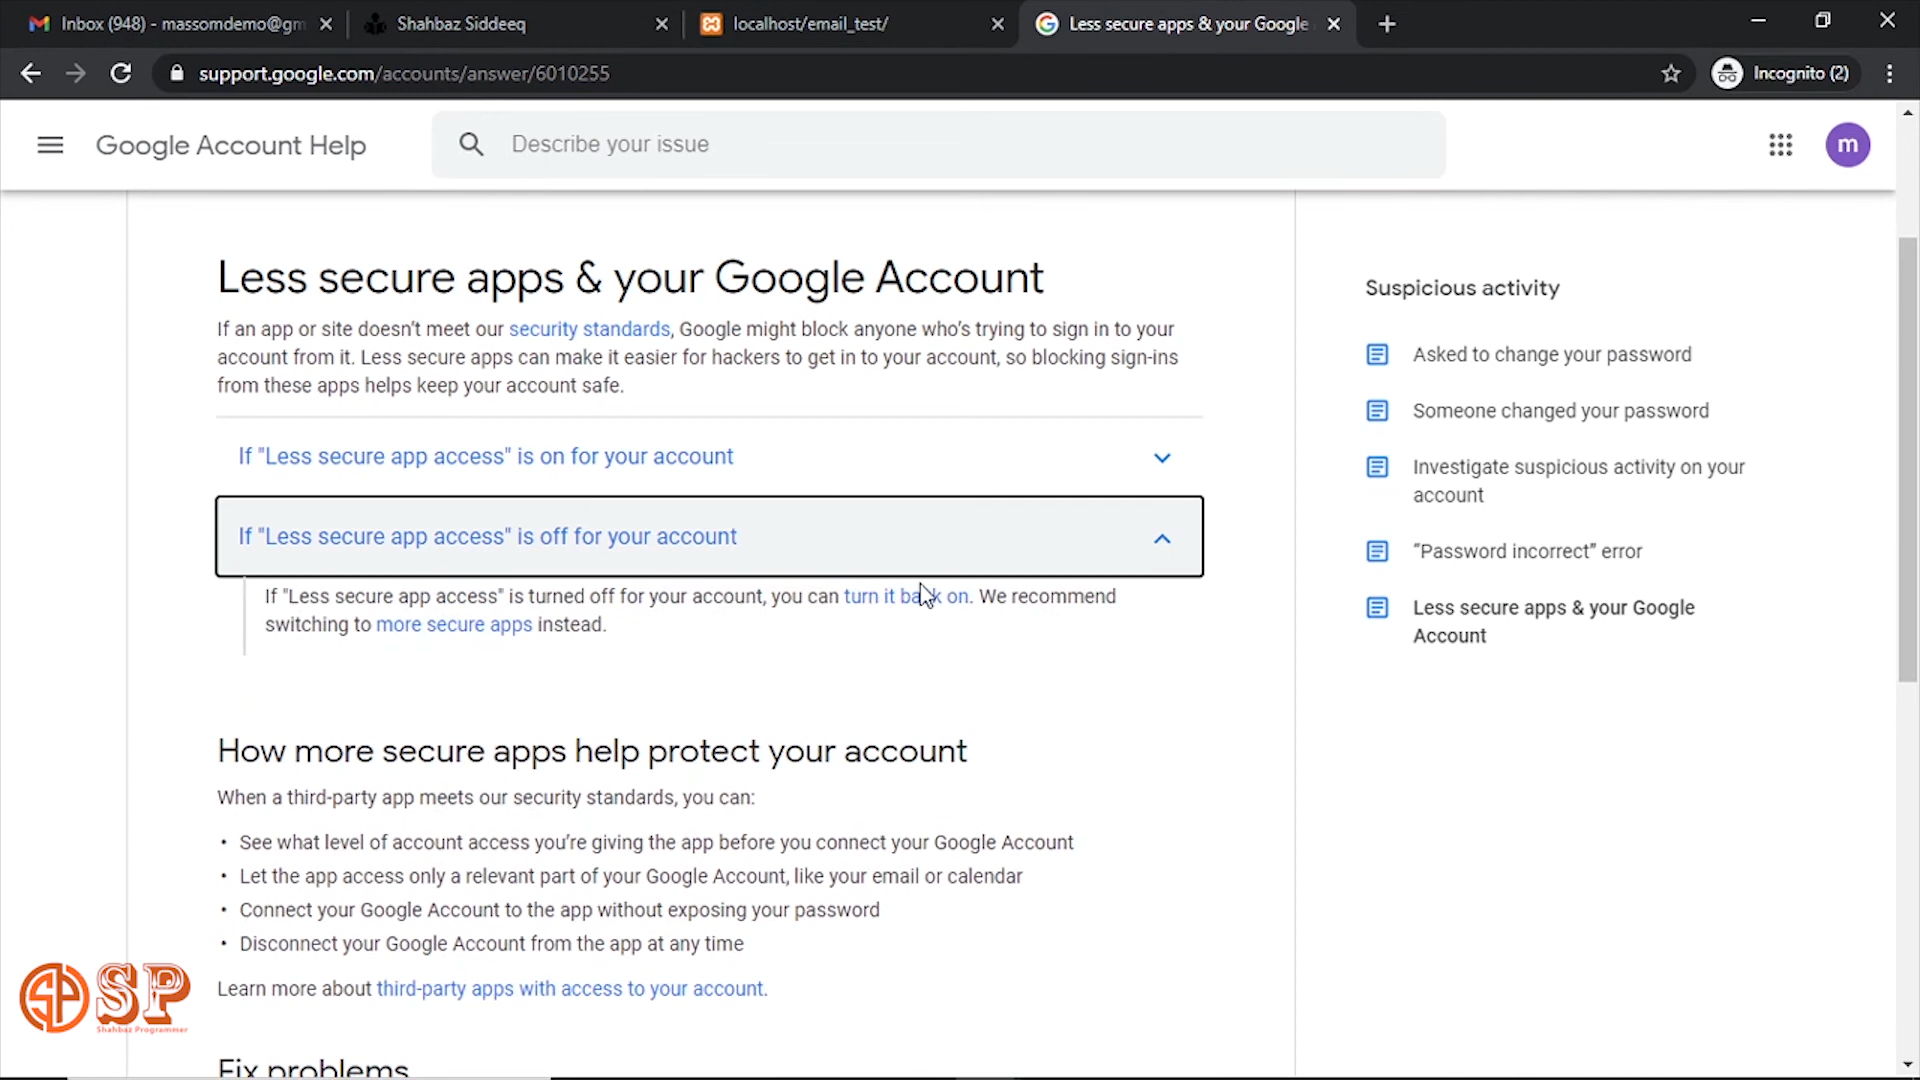 Inbox (948) - massomdemo@gm
Shahbaz Siddeeq
localhost/email_test/
Less secure apps & your Google
support.google.com/accounts/answer/6010255
Incognito (2)
Google Account Help
Describe your issue
m
Less secure apps & your Google Account
If an app or site doesn't meet our security standards, Google might block anyone who's trying to sign in to your
account from it. Less secure apps can make it easier for hackers to get in to your account, so blocking sign-ins
from these apps helps keep your account safe.
If "Less secure app access" is on for your account
If "Less secure app access" is off for your account
If "Less secure app access" is turned off for your account, you can turn it back on. We recommend
switching to more secure apps instead.
How more secure apps help protect your account
When a third-party app meets our security standards, you can:
• See what level of account access you're giving the app before you connect your Google Account
• Let the app access only a relevant part of your Google Account, like your email or calendar
• Connect your Google Account to the app without exposing your password
• Disconnect your Google Account from the app at any time
Learn more about third-party apps with access to your account.
Fix problems
Suspicious activity
Asked to change your password
Someone changed your password
Investigate suspicious activity on your
account
“Password incorrect” error
Less secure apps & your Google
Account
SP SP
Shahbaz Programmer